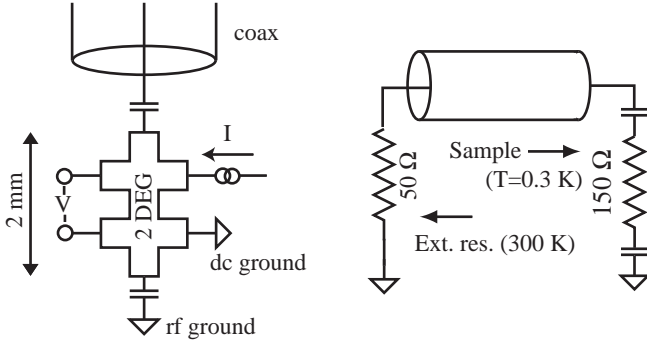 coax
I
2 mm
V
2 DEG
dc ground
rf ground
50 Ω
Sample
(T=0.3 K)
150 Ω
Ext. res. (300 K)